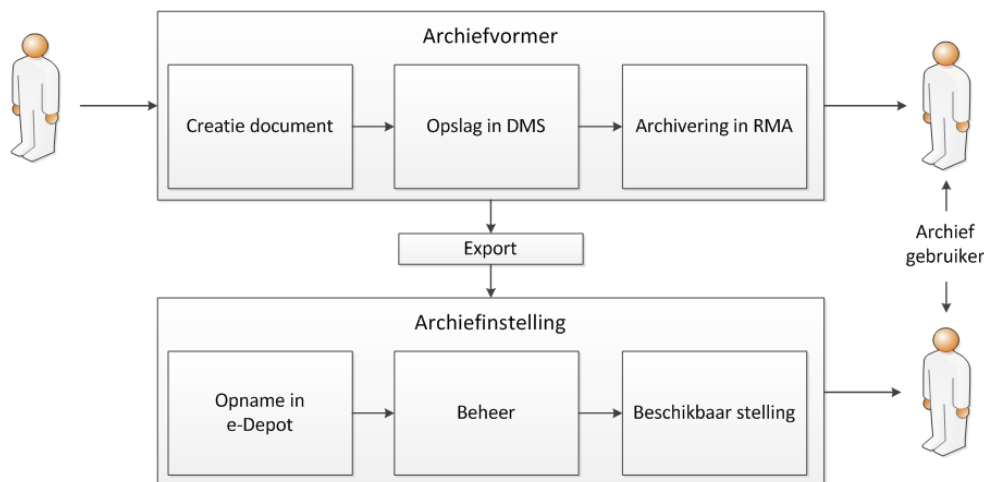 Archiefvormer
Creatie document
Opslag in DMS
Archivering in RMA
Export
Archief
gebruiker
Archiefinstelling
Opname in
e-Depot
Beheer
Beschikbaar stelling